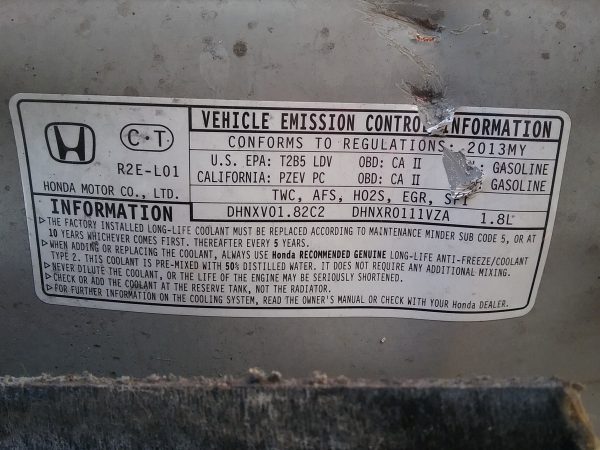 C·T
R2E-L01
HONDA MOTOR CO., LTD.
VEHICLE EMISSION CONTROL INFORMATION
CONFORMS TO REGULATIONS: 2013MY
U.S. EPA: T2B5 LDV OBD: CA II GASOLINE
CALIFORNIA: PZEV PC OBD: CA II GASOLINE
TWC, AFS, HO2S, EGR,
DHNXV01.82C2 DHNXR0111VZA 1.8L
INFORMATION
▷THE FACTORY INSTALLED LONG-LIFE COOLANT MUST BE REPLACED ACCORDING TO MAINTENANCE MINDER SUB CODE 5, OR AT
10 YEARS WHICHEVER COMES FIRST. THEREAFTER EVERY 5 YEARS.
▷WHEN ADDING OR REPLACING THE COOLANT, ALWAYS USE Honda RECOMMENDED GENUINE LONG-LIFE ANTI-FREEZE/COOLANT
TYPE 2. THIS COOLANT IS PRE-MIXED WITH 50% DISTILLED WATER. IT DOES NOT REQUIRE ANY ADDITIONAL MIXING.
▷NEVER DILUTE THE COOLANT, OR THE LIFE OF THE ENGINE MAY BE SERIOUSLY SHORTENED.
▷CHECK OR ADD THE COOLANT AT THE RESERVE TANK, NOT THE RADIATOR.
▷FOR FURTHER INFORMATION ON THE COOLING SYSTEM, READ THE OWNER'S MANUAL OR CHECK WITH YOUR Honda DEALER.